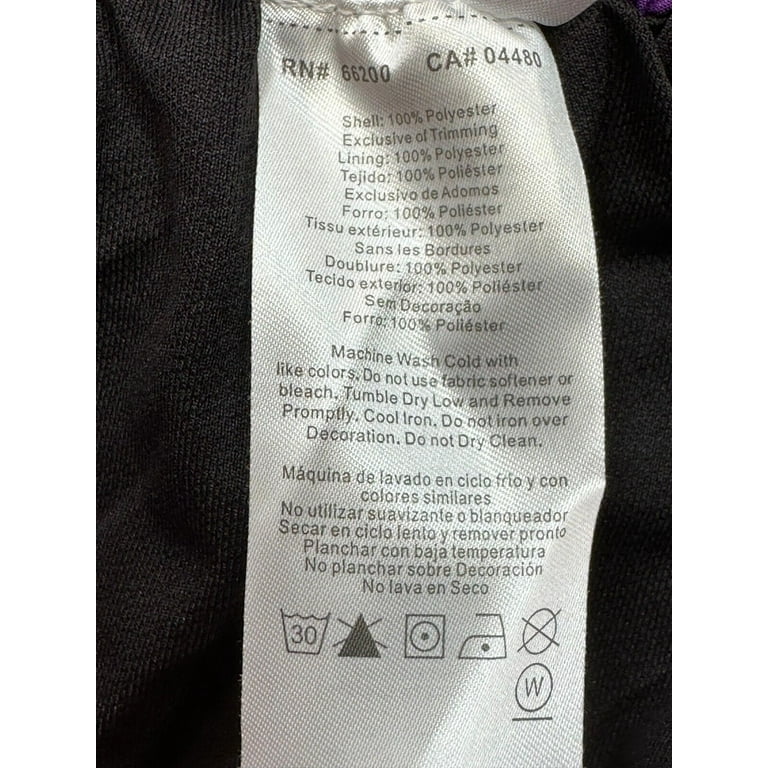 RN# 66200 CA# 04480
Shell: 100% Polyester
Exclusive of Trimming
Lining: 100% Polyester
Tejido: 100% Poliéster
Exclusivo de Adornos
Forro: 100% Poliéster
Tissu extérieur: 100% Polyester
Sans les Bordures
Doublure: 100% Polyester
Tecido exterior: 100% Poliéster
Sem Decoração
Forro: 100% Poliéster
Machine Wash Cold with
like colors. Do not use fabric softener or
bleach. Tumble Dry Low and Remove
Promptly. Cool Iron. Do not iron over
Decoration. Do not Dry Clean.
Máquina de lavado en ciclo frío y con
colores similares
No utilizar suavizante o blanqueador
Secar en ciclo lento y remover pronto
Planchar con baja temperatura
No planchar sobre Decoración
No lava en Seco
30
W